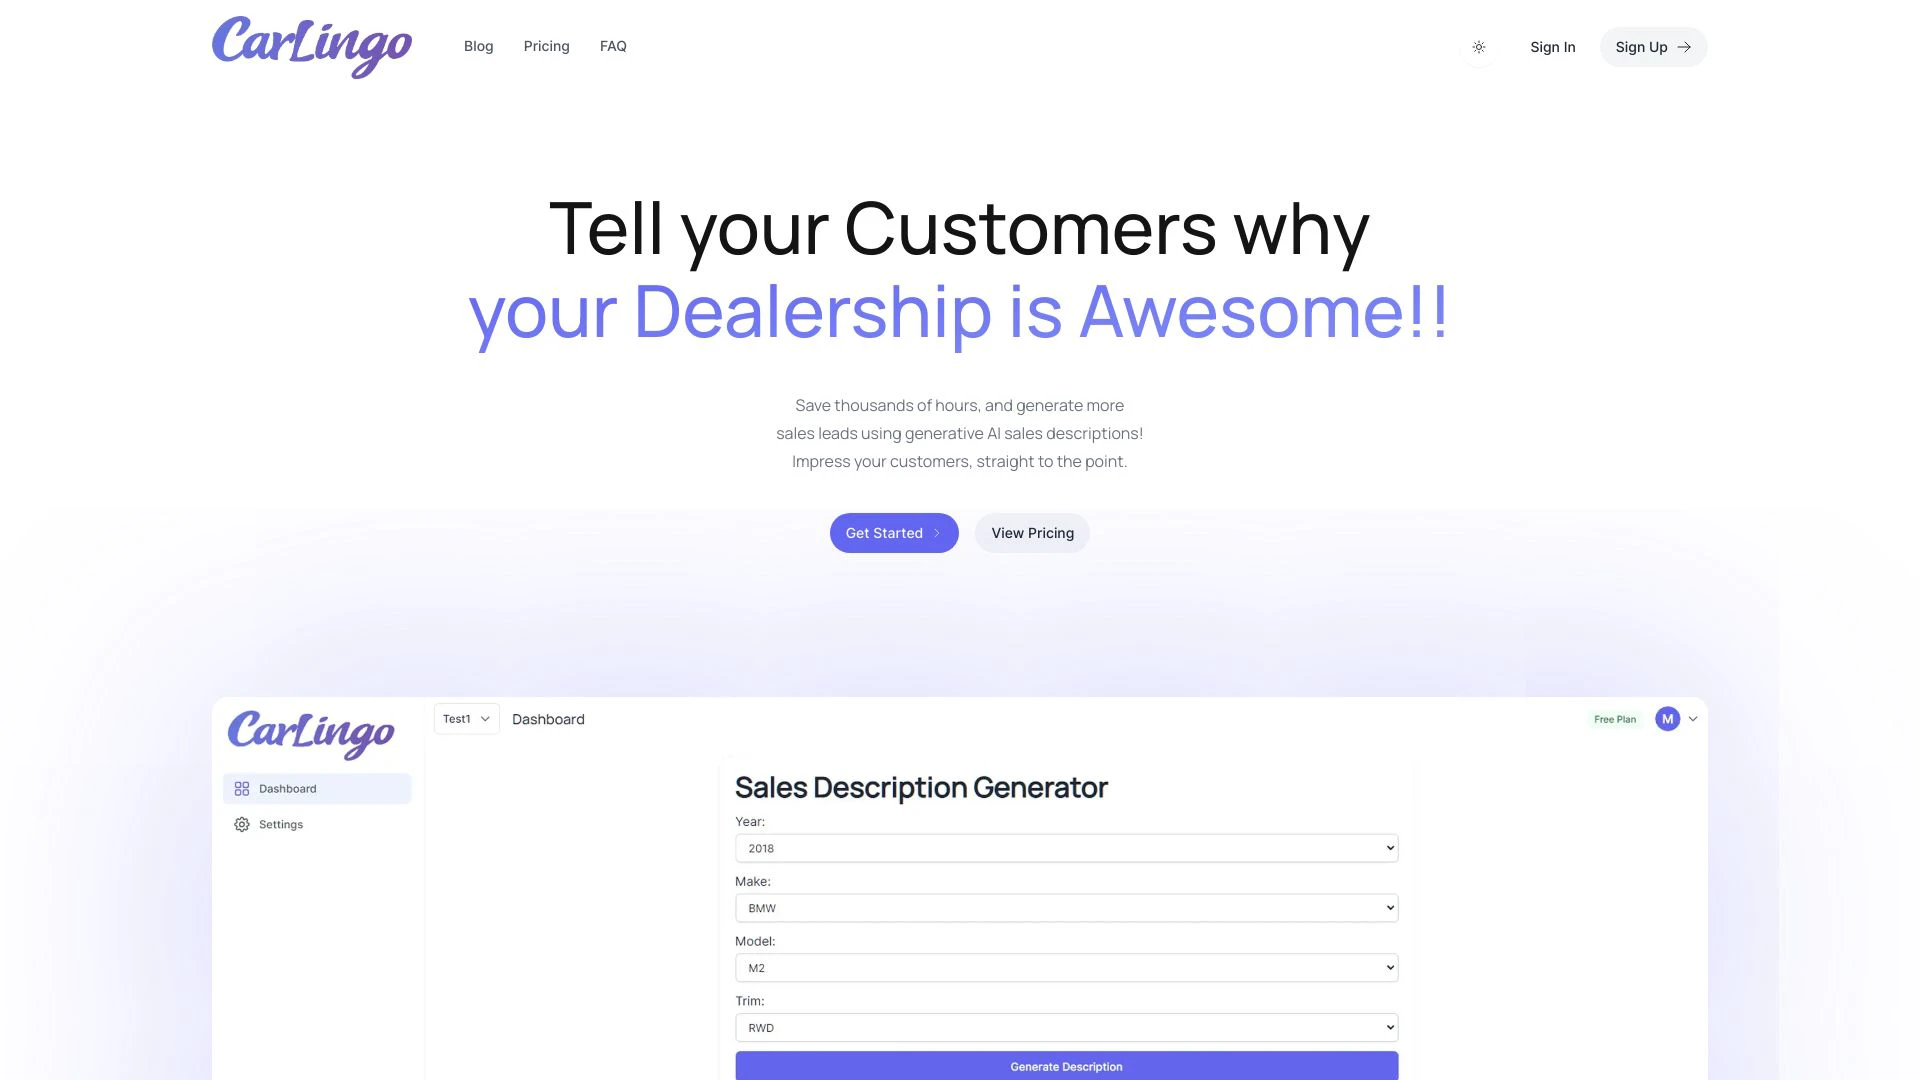 CarLingo
Blog
Pricing
FAQ
Sign In
Sign Up
Tell your Customers why
your Dealership is Awesome!!
Save thousands of hours, and generate more
sales leads using generative AI sales descriptions!
Impress your customers, straight to the point.
Get Started
View Pricing
CarLingo
Test1
Dashboard
Free Plan
M
Dashboard
Settings
Sales Description Generator
Year:
2018
Make:
BMW
Model:
M2
Trim:
RWD
Generate Description